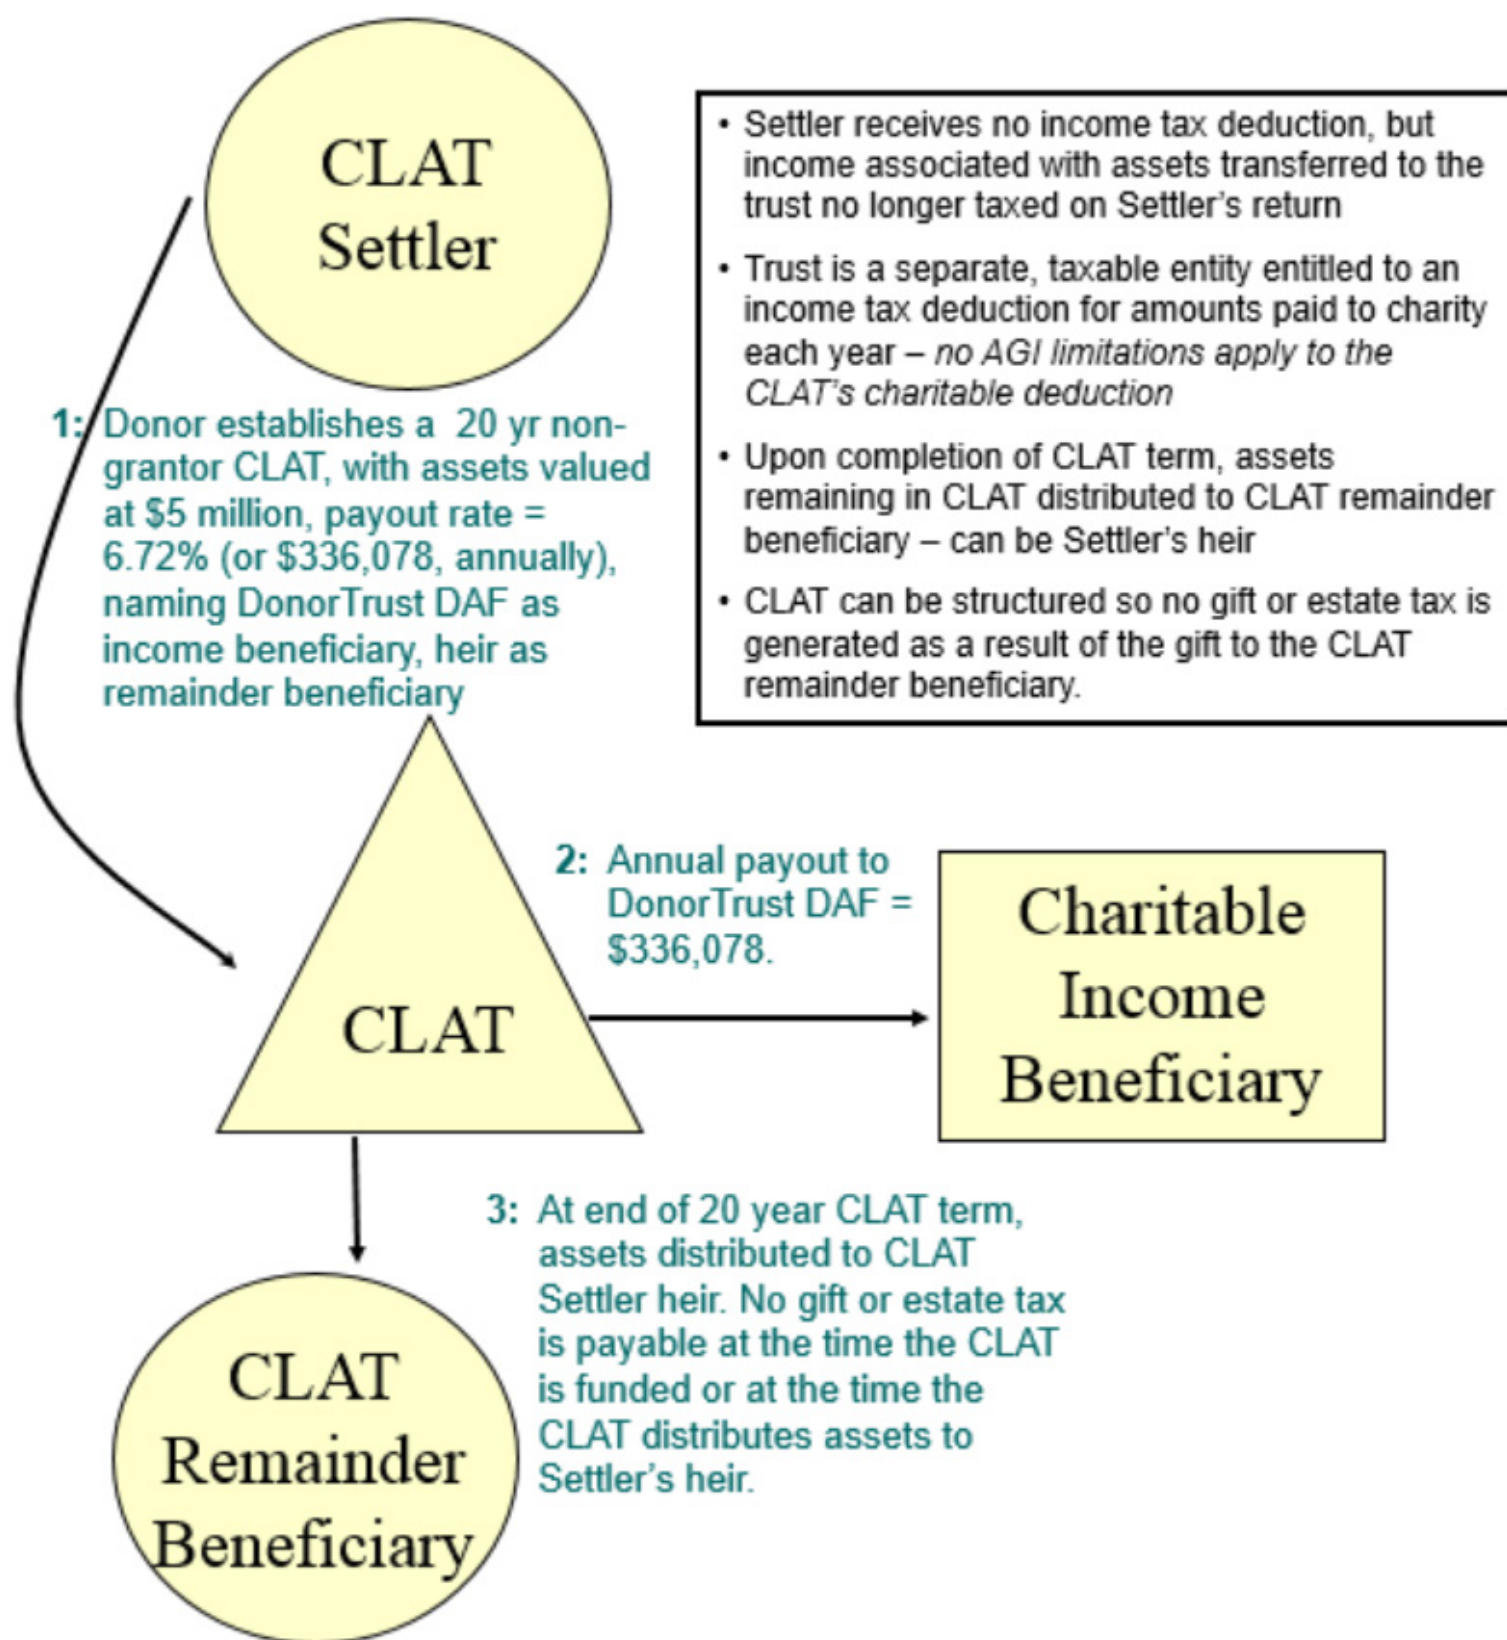 CLAT
Settler
• Settler receives no income tax deduction, but
income associated with assets transferred to the
trust no longer taxed on Settler's return
• Trust is a separate, taxable entity entitled to an
income tax deduction for amounts paid to charity
each year – no AGI limitations apply to the
CLAT's charitable deduction
• Upon completion of CLAT term, assets
remaining in CLAT distributed to CLAT remainder
beneficiary – can be Settler's heir
• CLAT can be structured so no gift or estate tax is
generated as a result of the gift to the CLAT
remainder beneficiary.
1: Donor establishes a 20 yr non-
grantor CLAT, with assets valued
at $5 million, payout rate =
6.72% (or $336,078, annually),
naming DonorTrust DAF as
income beneficiary, heir as
remainder beneficiary
CLAT
2: Annual payout to
DonorTrust DAF =
$336,078.
Charitable
Income
Beneficiary
3: At end of 20 year CLAT term,
assets distributed to CLAT
Settler heir. No gift or estate tax
is payable at the time the CLAT
is funded or at the time the
CLAT distributes assets to
Settler's heir.
CLAT
Remainder
Beneficiary